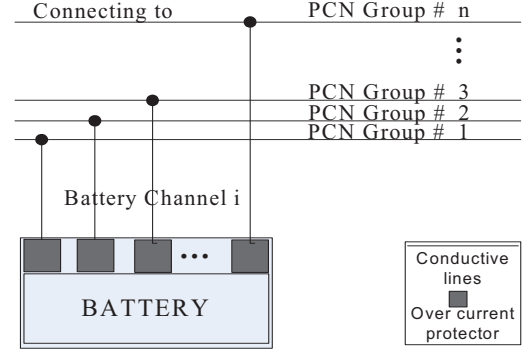 Connecting to PCN Group # n
PCN Group # 3
PCN Group # 2
PCN Group # 1
Battery Channel i
BATTERY
Conductive
lines
Over current
protector